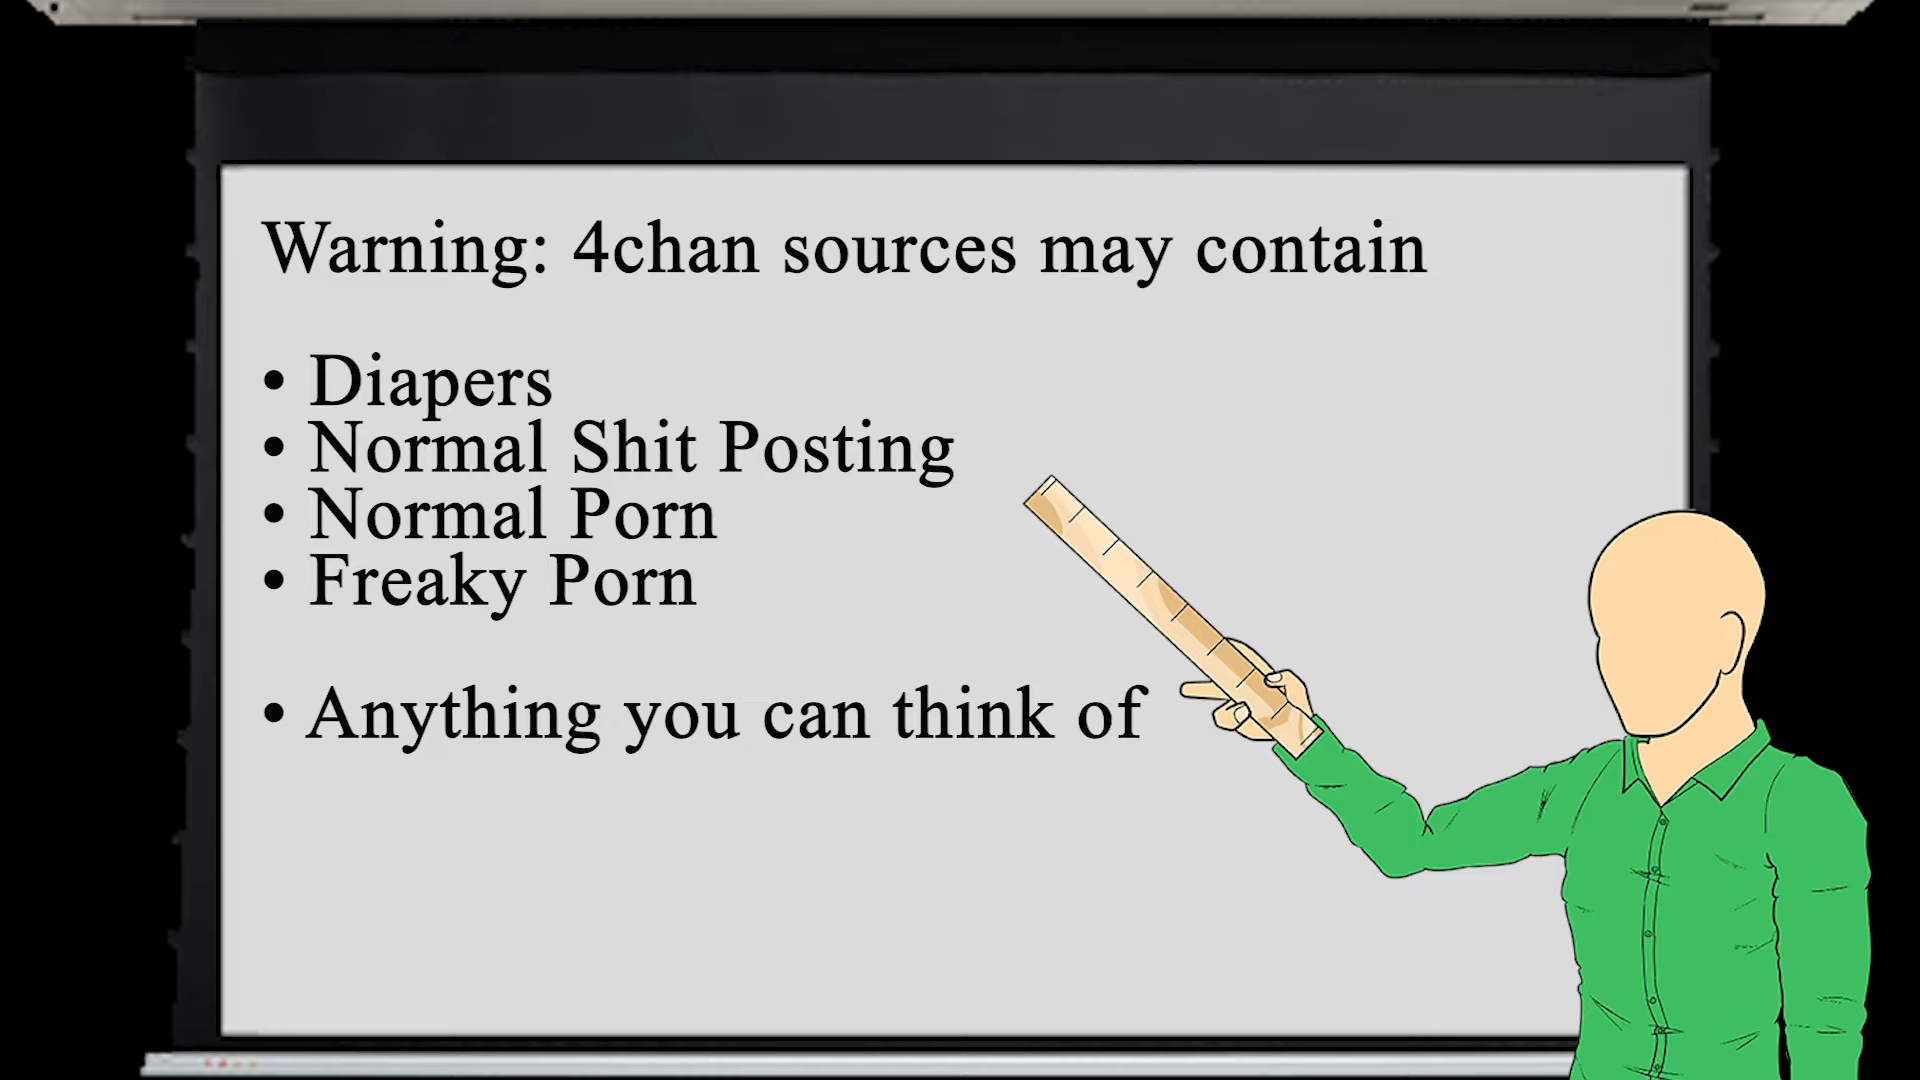 Warning: 4chan sources may contain
• Diapers
• Normal Shit Posting
• Normal Porn
• Freaky Porn
• Anything you can think of